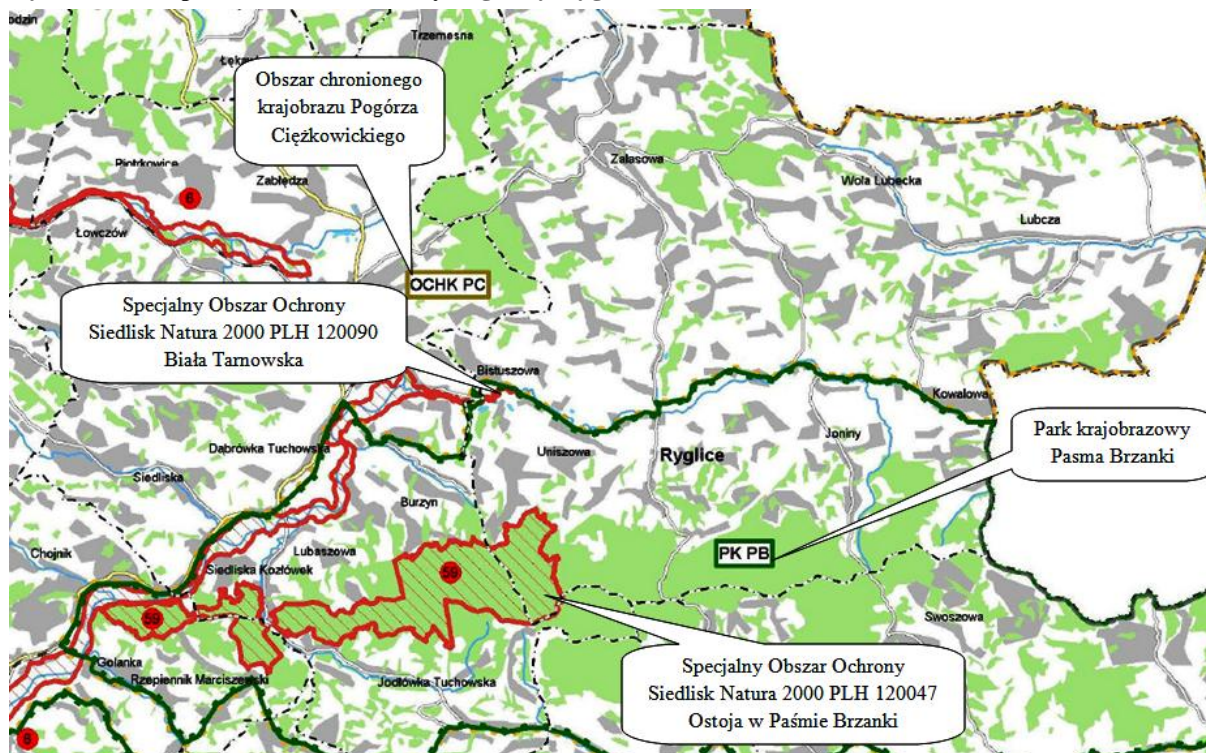 odzin
Trzemesna
Łęka
Obszar chronionego
krajobrazu Pogórza
Ciężkowickiego
Piotrkowice
Zabłędza
6
Łowczów
Zalasowa
Wola Lubecka
Lubcza
OCHK PC
Specjalny Obszar Ochrony
Siedlisk Natura 2000 PLH 120090
Biała Tarnowska
Bistuszowa
Kowalowa
Park krajobrazowy
Pasma Brzanki
Dąbrówka Tuchowska
Uniszowa
Ryglice
Joniny
Siedliska
Burzyn
Chojnik
Lubaszowa
PK PB
Siedliska Kozłówek
59
59
Swoszowa
Golanka
Rzepiennik Marciszewski
Jodłówka Tuchowska
Specjalny Obszar Ochrony
Siedlisk Natura 2000 PLH 120047
Ostoja w Paśmie Brzanki
6